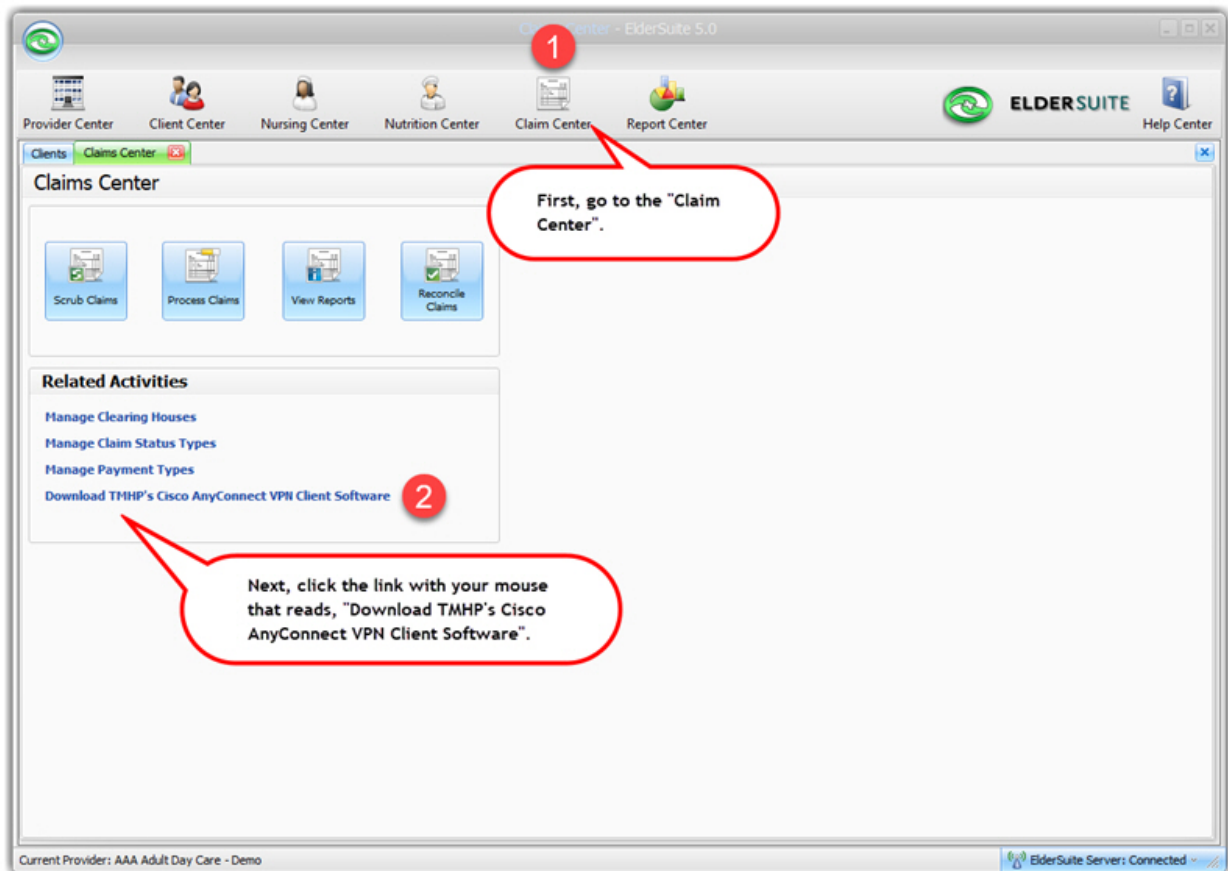 Claim Center - ElderSuite 5.0
1
Provider Center
Client Center
Nursing Center
Nutrition Center
Claim Center
Report Center
ELDERSUITE
Help Center
Clients
Claims Center
Claims Center
First, go to the "Claim
Center".
Scrub Claims
Process Claims
View Reports
Reconcile
Claims
Related Activities
Manage Clearing Houses
Manage Claim Status Types
Manage Payment Types
Download TMHP's Cisco AnyConnect VPN Client Software
2
Next, click the link with your mouse
that reads, "Download TMHP's Cisco
AnyConnect VPN Client Software".
Current Provider: AAA Adult Day Care - Demo
ElderSuite Server: Connected